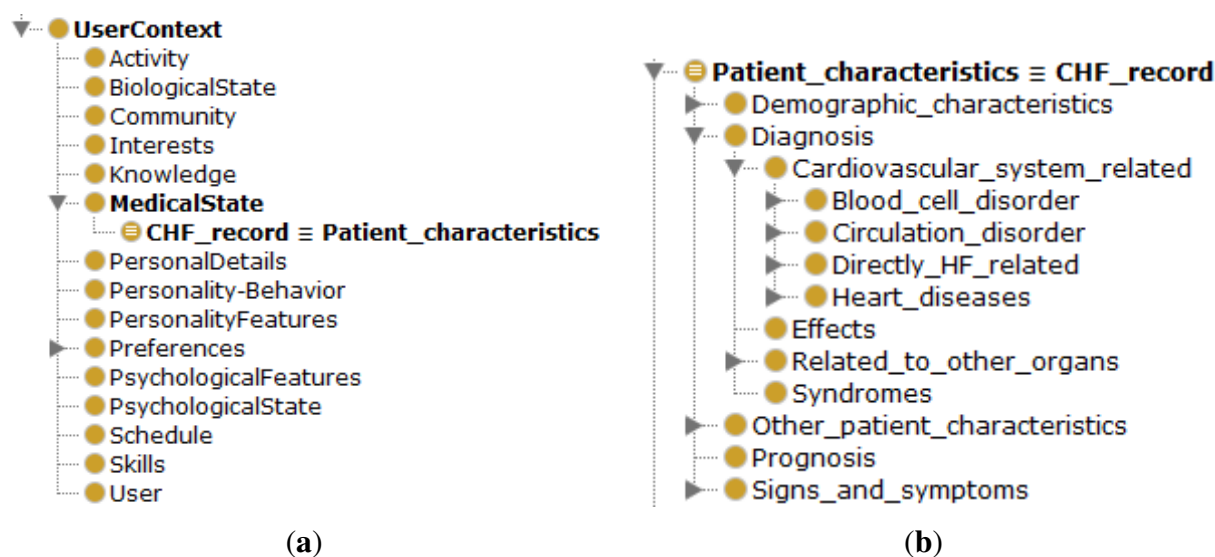 UserContext
Activity
BiologicalState
Community
Interests
Knowledge
MedicalState
CHF_record ≡ Patient_characteristics
PersonalDetails
Personality-Behavior
PersonalityFeatures
Preferences
PsychologicalFeatures
PsychologicalState
Schedule
Skills
User
(a)
Patient_characteristics ≡ CHF_record
Demographic_characteristics
Diagnosis
Cardiovascular_system_related
Blood_cell_disorder
Circulation_disorder
Directly_HF_related
Heart_diseases
Effects
Related_to_other_organs
Syndromes
Other_patient_characteristics
Prognosis
Signs_and_symptoms
(b)